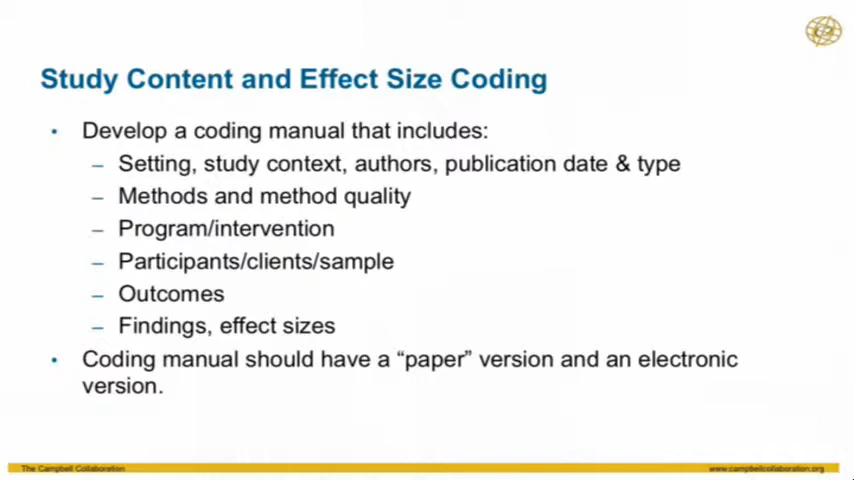 Study Content and Effect Size Coding
• Develop a coding manual that includes:
– Setting, study context, authors, publication date & type
– Methods and method quality
– Program/intervention
– Participants/clients/sample
– Outcomes
– Findings, effect sizes
• Coding manual should have a “paper” version and an electronic
version.
The Campbell Collaboration
www.campbellcollaboration.org